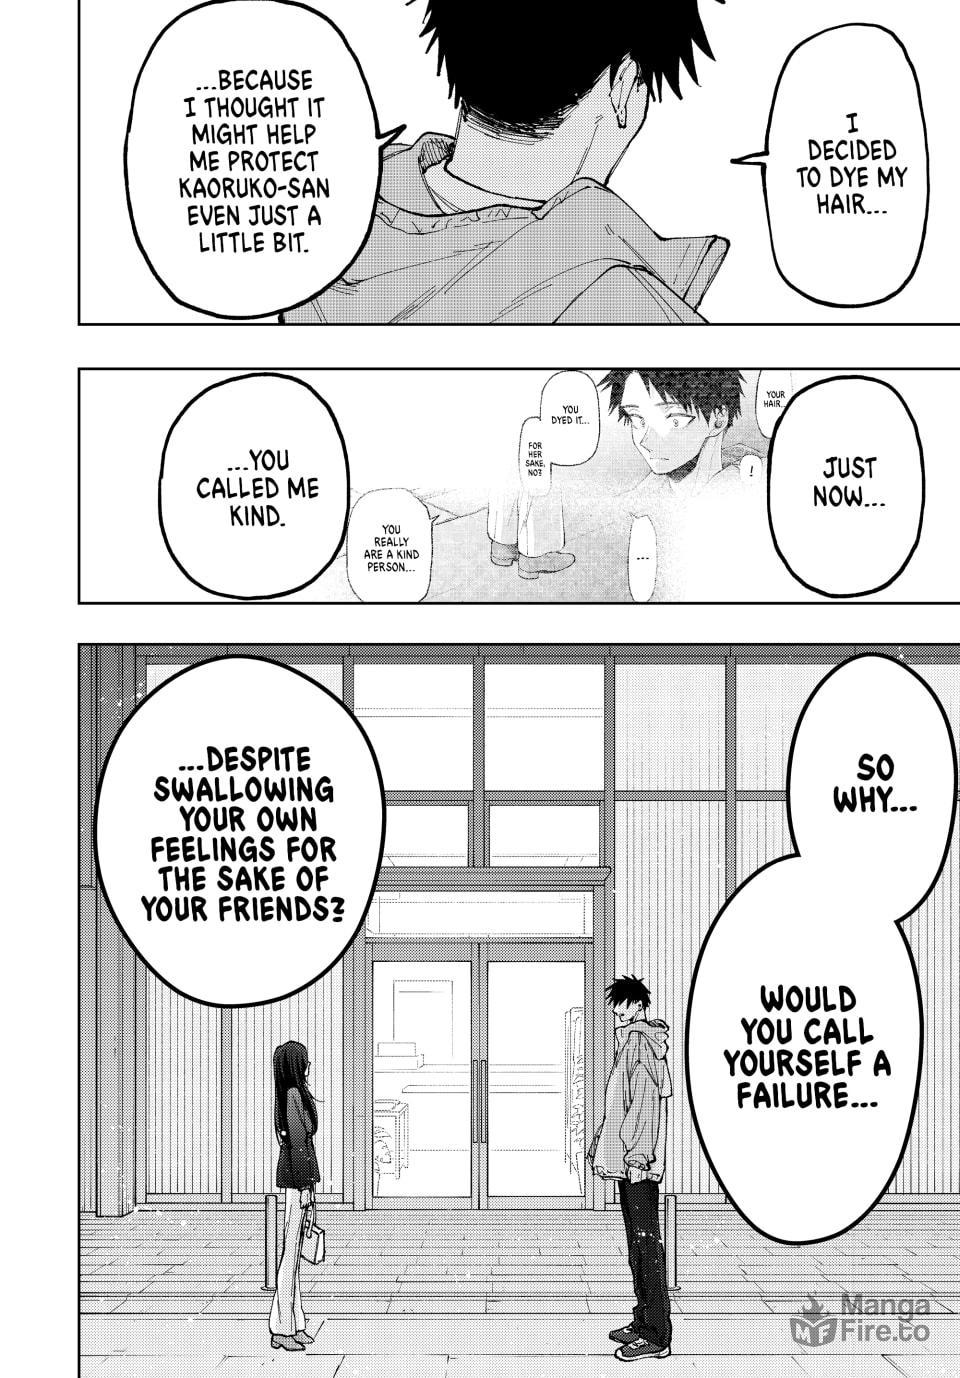 I
DECIDED
TO DYE MY
HAIR...
...BECAUSE
I THOUGHT IT
MIGHT HELP
ME PROTECT
KAORUKO-SAN
EVEN JUST A
LITTLE BIT.
JUST
NOW...
YOUR
HAIR...
!
YOU
DYED IT...
FOR
HER
SAKE,
NO?
...
YOU
REALLY
ARE A KIND
PERSON...
...YOU
CALLED ME
KIND.
SO
WHY...
WOULD
YOU CALL
YOURSELF A
FAILURE...
...DESPITE
SWALLOWING
YOUR OWN
FEELINGS FOR
THE SAKE OF
YOUR FRIENDS?
Manga
MF Fire.to